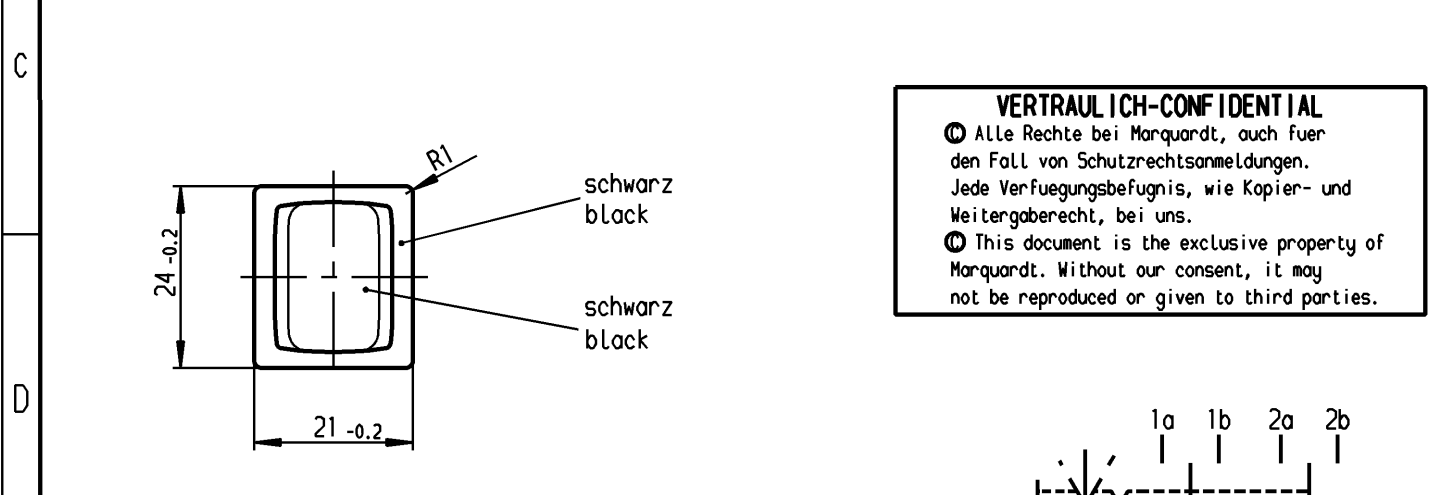 C
VERTRAULICH-CONFIDENTIAL
© Alle Rechte bei Marquardt, auch fuer
den Fall von Schutzrechtsanmeldungen.
Jede Verfuegungsbefugnis, wie Kopier- und
Weitergaberecht, bei uns.
© This document is the exclusive property of
Marquardt. Without our consent, it may
not be reproduced or given to third parties.
R1
schwarz
black
24 -0.2
schwarz
black
D
21 -0.2
1a 1b 2a 2b